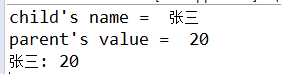 child's name =  张三
parent's value =  20
张三: 20